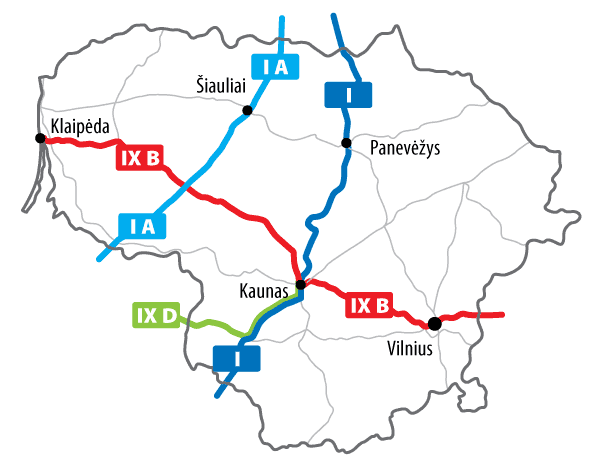 I A
Šiauliai
I
Klaipėda
Panevėžys
IX B
I A
Kaunas
IX D
IX B
Vilnius
I